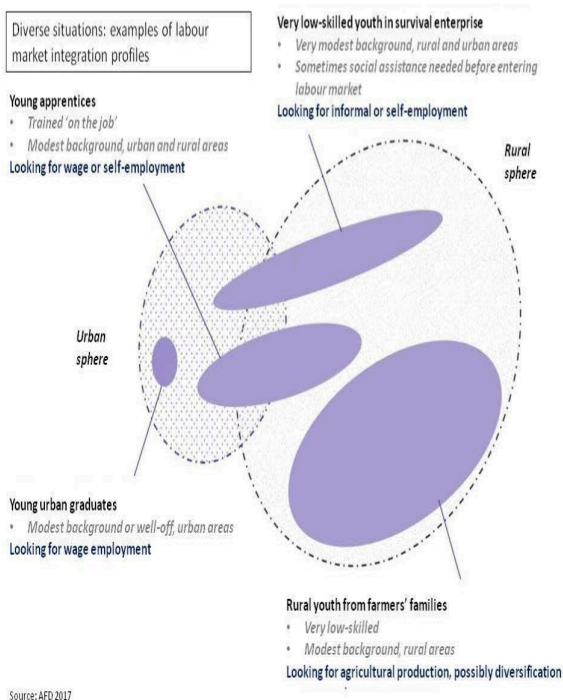 Diverse situations: examples of labour
market integration profiles
Very low-skilled youth in survival enterprise
• Very modest background, rural and urban areas
• Sometimes social assistance needed before entering
labour market
Looking for informal or self-employment
Young apprentices
• Trained ‘on the job’
• Modest background, urban and rural areas
Looking for wage or self-employment
Rural
sphere
Urban
sphere
Young urban graduates
• Modest background or well-off, urban areas
Looking for wage employment
Rural youth from farmers’ families
• Very low-skilled
• Modest background, rural areas
Looking for agricultural production, possibly diversification
Source: AFD 2017